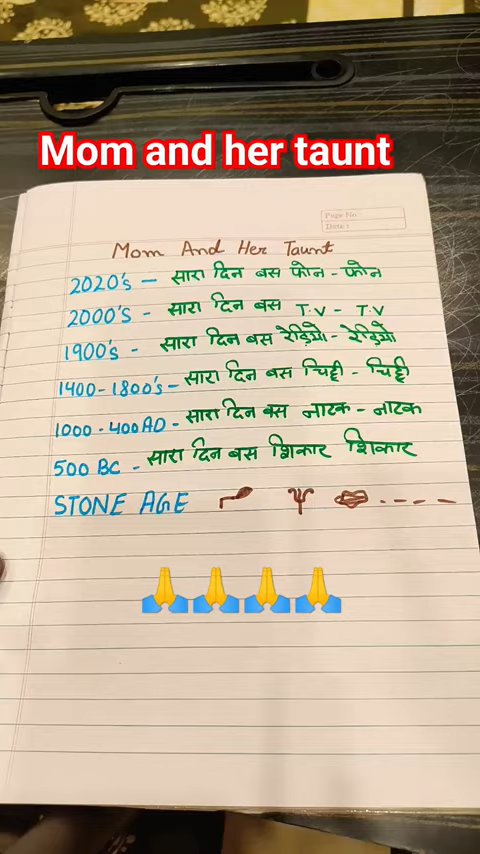 Mom and her taunt
Page No
Date :
Mom And Her Taunt
2020's – सारा दिन बस फोन - फोन
2000's - सारा दिन बस T.V - T.V
1900's - सारा दिन बस रेड़ियो - रेड़ियो
1400-1800's – सारा दिन बस चिट्ठी - चिट्ठी
1000 - 400 AD - सारा दिन बस नाटक - नाटक
500 BC - सारा दिन बस शिकार शिकार
STONE AGE